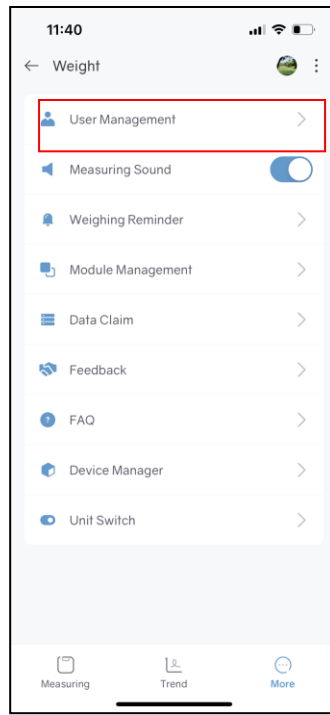 11:40
Weight
User Management
Measuring Sound
Weighing Reminder
Module Management
Data Claim
Feedback
FAQ
Device Manager
Unit Switch
Measuring Trend More